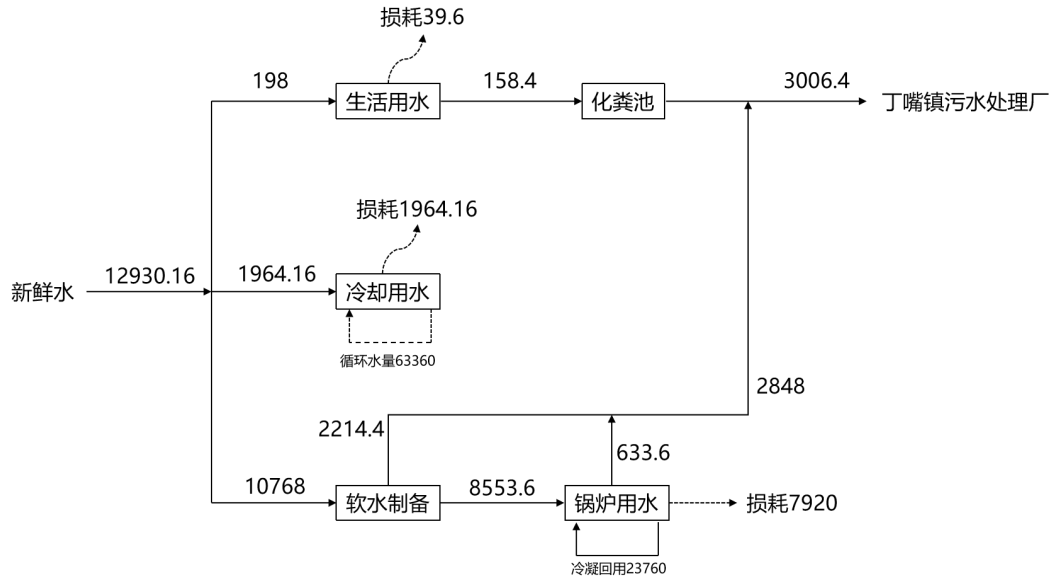 损耗39.6
198
生活用水
158.4
化粪池
3006.4
丁嘴镇污水处理厂
损耗1964.16
新鲜水
12930.16
1964.16
冷却用水
循环水量63360
2848
2214.4
633.6
10768
软水制备
8553.6
锅炉用水
损耗7920
冷凝回用23760